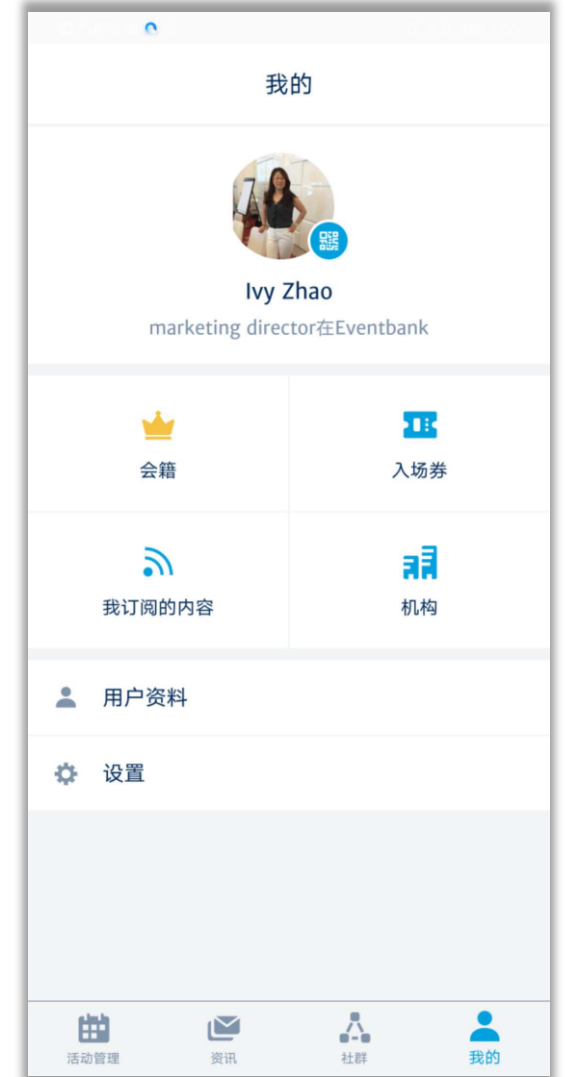 我的
Ivy Zhao
marketing director在Eventbank
会籍
入场券
我订阅的内容
机构
用户资料
设置
活动管理
资讯
社群
我的